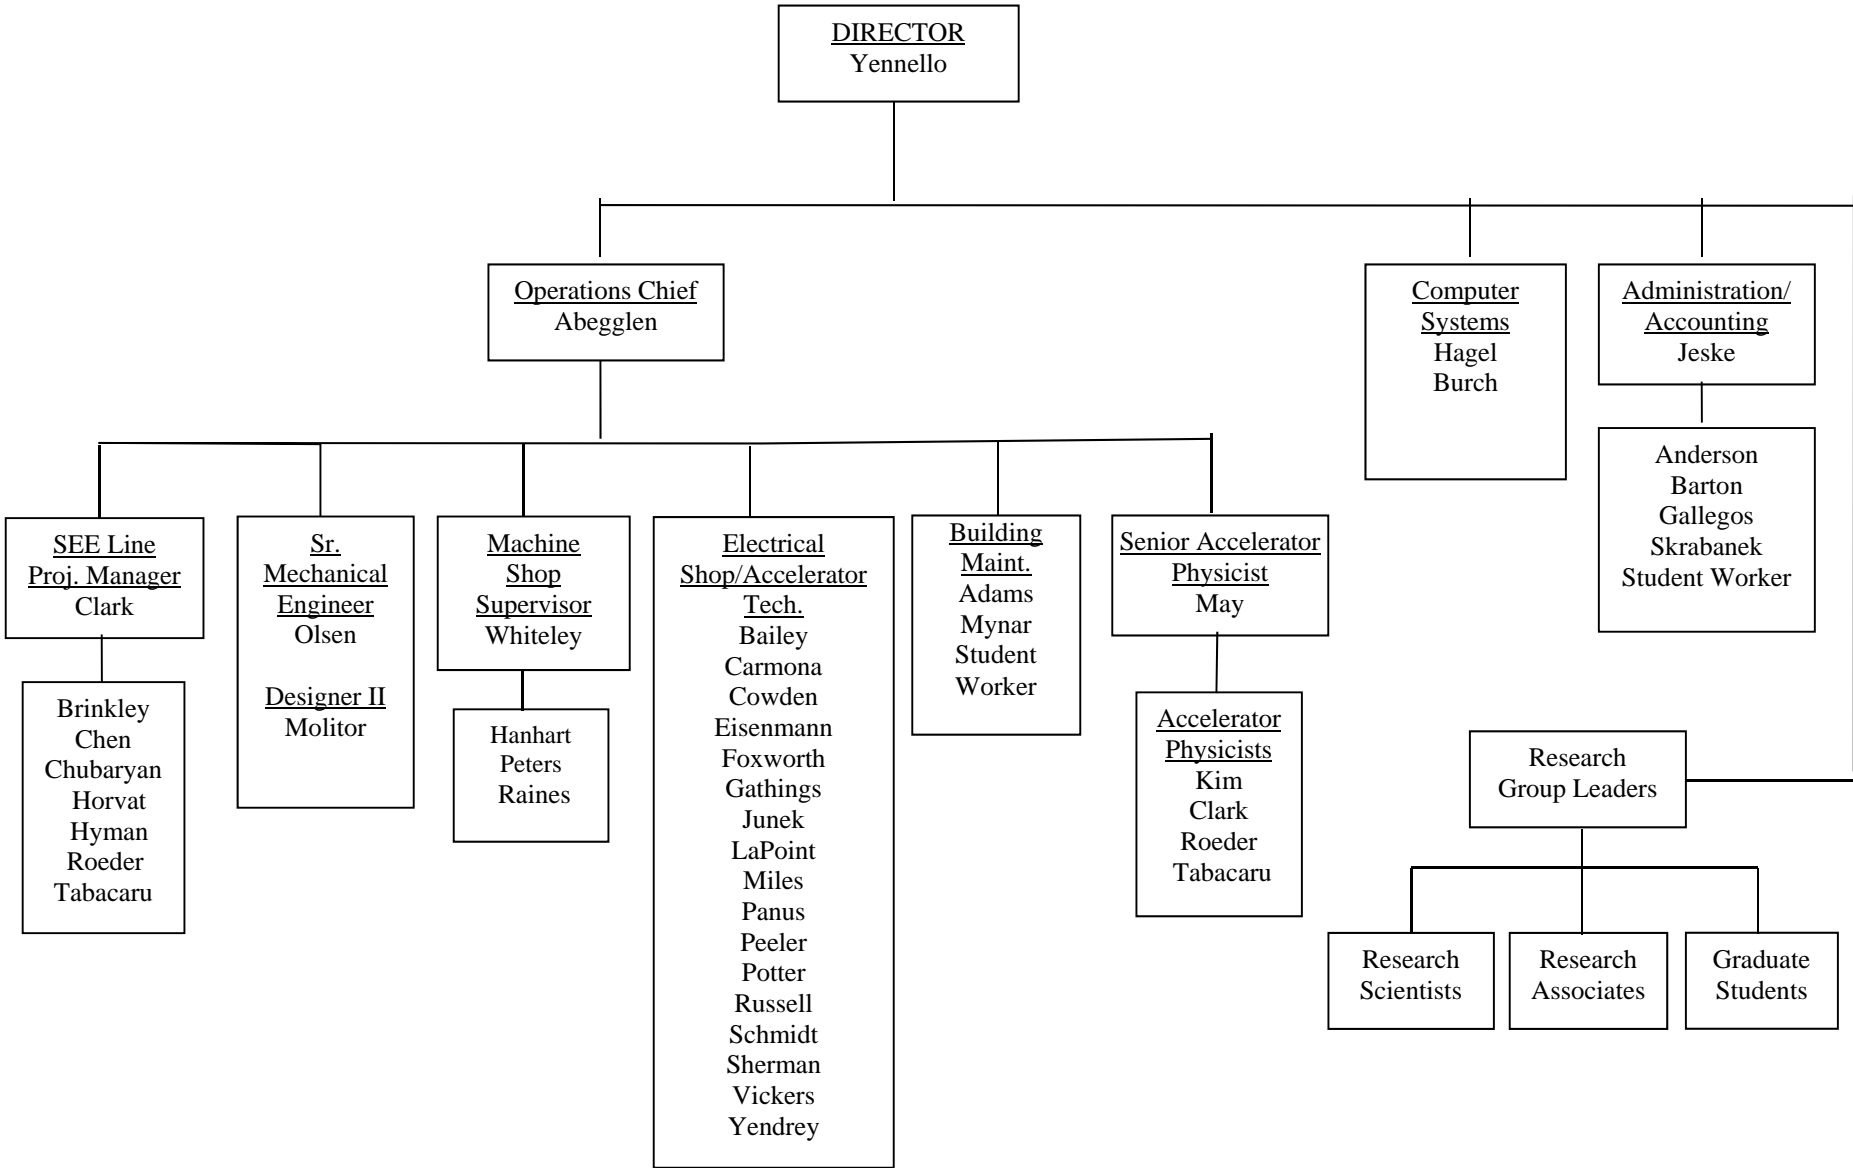 DIRECTOR
Yennello
Operations Chief
Abegglen
Computer
Systems
Hagel
Burch
Administration/
Accounting
Jeske
Anderson
Barton
Gallegos
Skrabanek
Student Worker
SEE Line
Proj. Manager
Clark
Brinkley
Chen
Chubaryan
Horvat
Hyman
Roeder
Tabacaru
Sr.
Mechanical
Engineer
Olsen
Designer II
Molitor
Machine
Shop
Supervisor
Whiteley
Hanhart
Peters
Raines
Electrical
Shop/Accelerator
Tech.
Bailey
Carmona
Cowden
Eisenmann
Foxworth
Gathings
Junek
LaPoint
Miles
Panus
Peeler
Potter
Russell
Schmidt
Sherman
Vickers
Yendrey
Building
Maint.
Adams
Mynar
Student
Worker
Senior Accelerator
Physicist
May
Accelerator
Physicists
Kim
Clark
Roeder
Tabacaru
Research
Group Leaders
Research
Scientists
Research
Associates
Graduate
Students